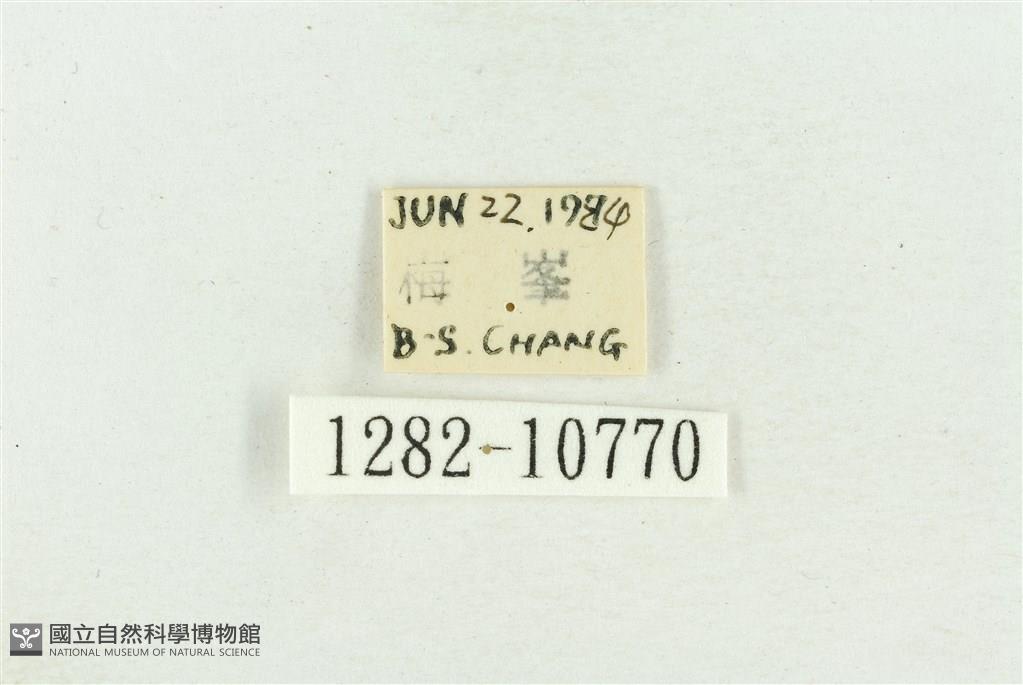 JUN 22.1984
梅 峯
B-S. CHANG
1282-10770
國立自然科學博物館
NATIONAL MUSEUM OF NATURAL SCIENCE